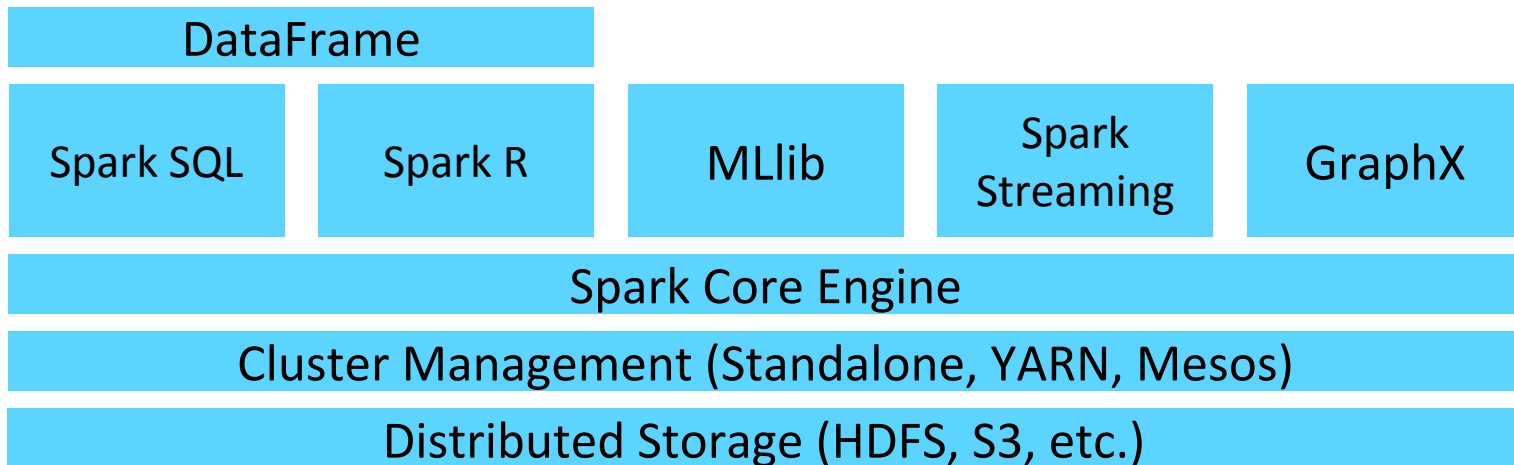 DataFrame
Spark SQL
Spark R
MLlib
Spark
Streaming
GraphX
Spark Core Engine
Cluster Management (Standalone, YARN, Mesos)
Distributed Storage (HDFS, S3, etc.)